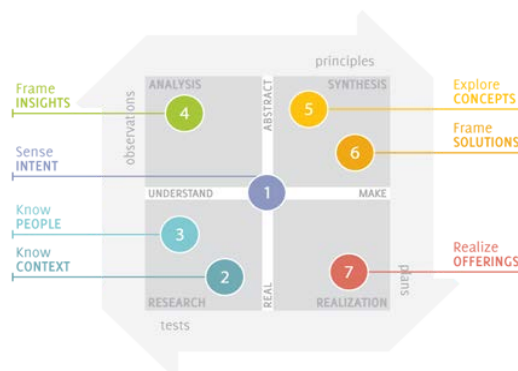 principles
Frame
INSIGHTS
ANALYSIS
SYNTHESIS
Explore
CONCEPTS
4
5
observations
ABSTRACT
Frame
SOLUTIONS
6
Sense
INTENT
UNDERSTAND
1
MAKE
Know
PEOPLE
3
Know
CONTEXT
2
7
Realize
OFFERINGS
REAL
plans
RESEARCH
REALIZATION
tests